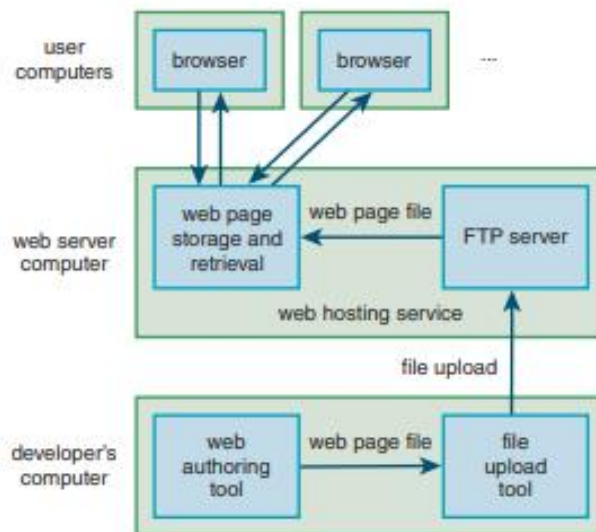 user
computers
browser
browser
...
web server
computer
web page
storage and
retrieval
web page file
FTP server
web hosting service
file upload
developer's
computer
web
authoring
tool
web page file
file
upload
tool